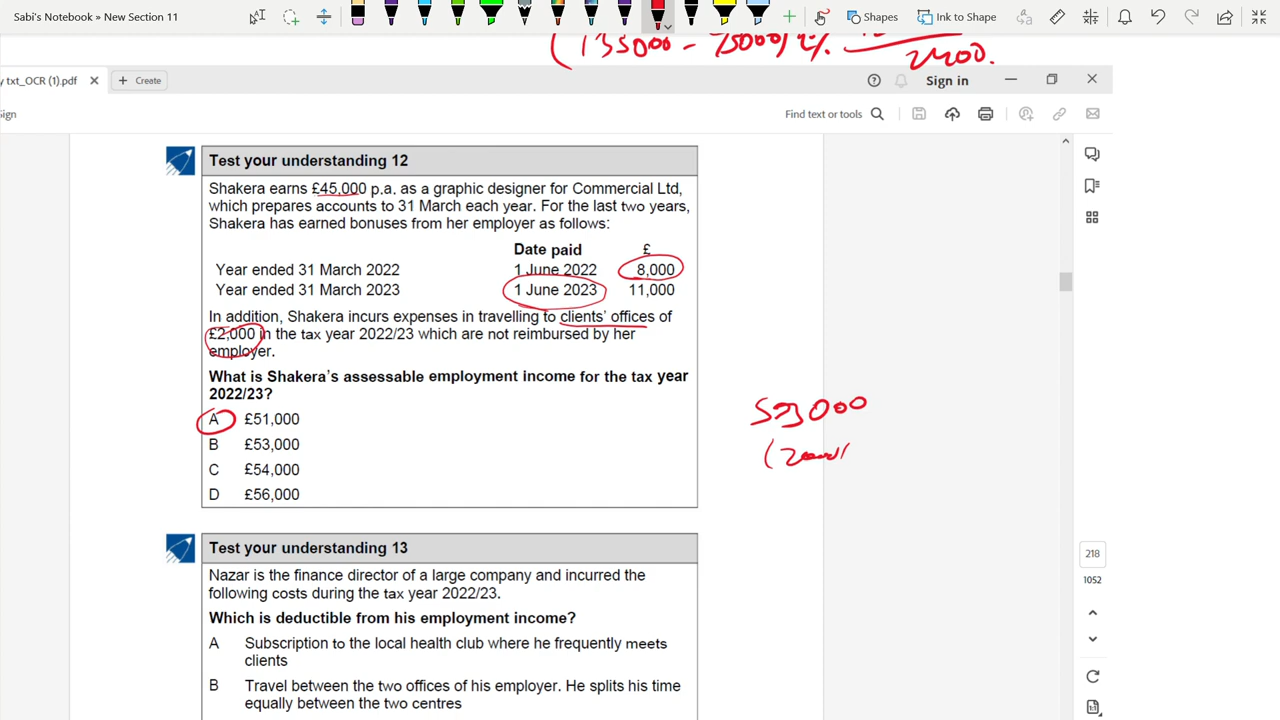 Sabi's Notebook » New Section 11
Shapes
Ink to Shape
(135000 - 75000) 2%
2400.
y txt_OCR (1).pdf
Create
Sign in
Sign
Find text or tools
Test your understanding 12
Shakera earns £45,000 p.a. as a graphic designer for Commercial Ltd,
which prepares accounts to 31 March each year. For the last two years,
Shakera has earned bonuses from her employer as follows:
Date paid £
Year ended 31 March 2022 1 June 2022 8,000
Year ended 31 March 2023 1 June 2023 11,000
In addition, Shakera incurs expenses in travelling to clients' offices of
£2,000 in the tax year 2022/23 which are not reimbursed by her
employer.
What is Shakera's assessable employment income for the tax year
2022/23?
A £51,000
B £53,000
C £54,000
D £56,000
53000
(2000)
Test your understanding 13
Nazar is the finance director of a large company and incurred the
following costs during the tax year 2022/23.
Which is deductible from his employment income?
A Subscription to the local health club where he frequently meets
clients
B Travel between the two offices of his employer. He splits his time
equally between the two centres
218
1052